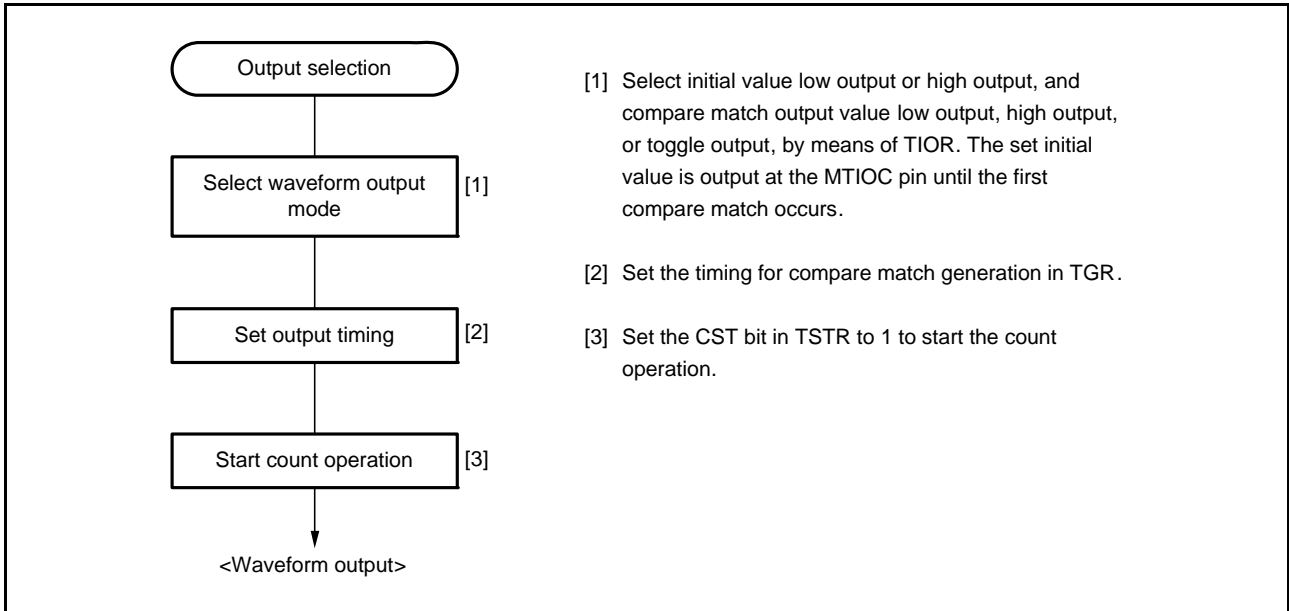 Output selection
Select waveform output
mode
[1]
Set output timing
[2]
Start count operation
[3]
<Waveform output>
[1] Select initial value low output or high output, and
compare match output value low output, high output,
or toggle output, by means of TIOR. The set initial
value is output at the MTIOC pin until the first
compare match occurs.
[2] Set the timing for compare match generation in TGR.
[3] Set the CST bit in TSTR to 1 to start the count
operation.